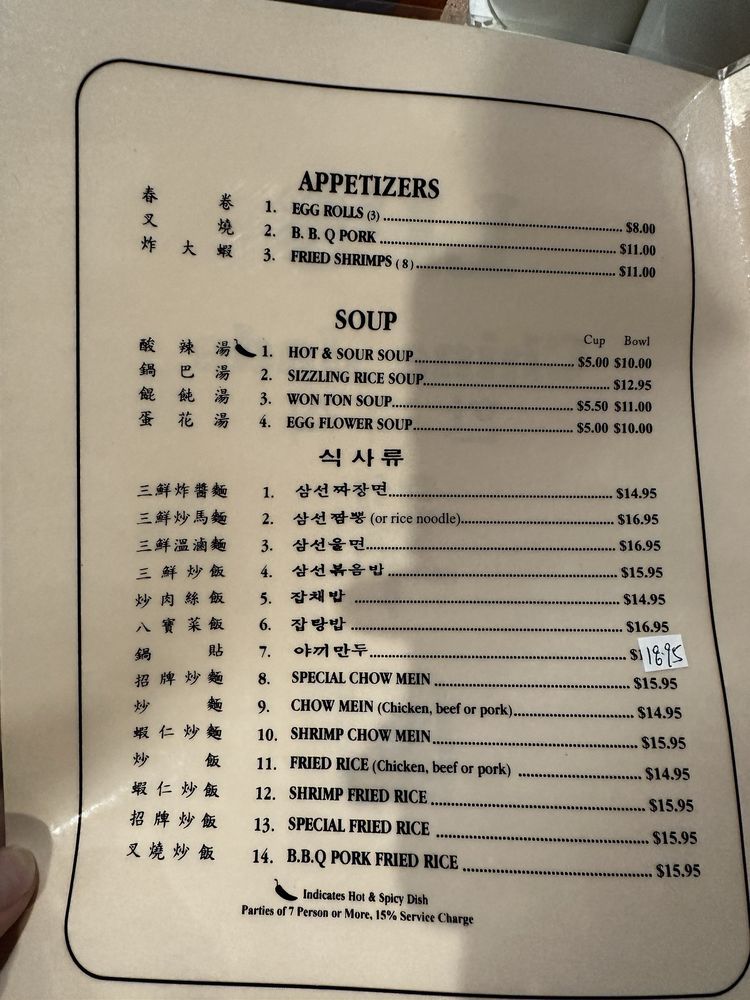 APPETIZERS
春卷 1. EGG ROLLS (3) $8.00
叉燒 2. B. B. Q PORK $11.00
炸大蝦 3. FRIED SHRIMPS (8) $11.00
SOUP
Cup Bowl
酸辣湯 1. HOT & SOUR SOUP $5.00 $10.00
鍋巴湯 2. SIZZLING RICE SOUP $12.95
餛飩湯 3. WON TON SOUP $5.50 $11.00
蛋花湯 4. EGG FLOWER SOUP $5.00 $10.00
식사류
三鮮炸醬麵 1. 삼선짜장면 $14.95
三鮮炒馬麵 2. 삼선짬뽕 (or rice noodle) $16.95
三鮮溫滷麵 3. 삼선울면 $16.95
三鮮炒飯 4. 삼선볶음밥 $15.95
炒肉絲飯 5. 잡채밥 $14.95
八寶菜飯 6. 잡탕밥 $16.95
鍋貼 7. 야끼만두 $1 18.95
招牌炒麵 8. SPECIAL CHOW MEIN $15.95
炒麵 9. CHOW MEIN (Chicken, beef or pork) $14.95
蝦仁炒麵 10. SHRIMP CHOW MEIN $15.95
炒飯 11. FRIED RICE (Chicken, beef or pork) $14.95
蝦仁炒飯 12. SHRIMP FRIED RICE $15.95
招牌炒飯 13. SPECIAL FRIED RICE $15.95
叉燒炒飯 14. B.B.Q PORK FRIED RICE $15.95
Indicates Hot & Spicy Dish
Parties of 7 Person or More, 15% Service Charge